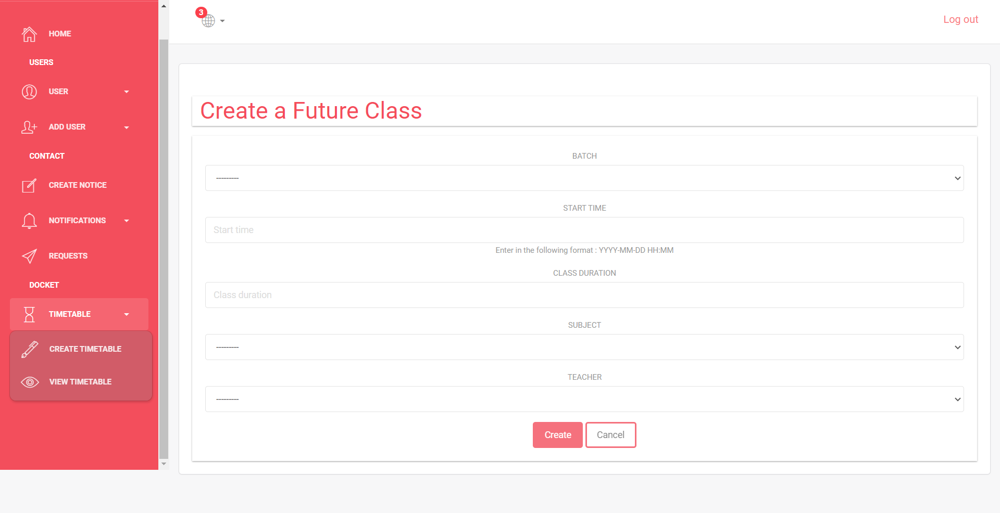 HOME
USERS
USER
ADD USER
CONTACT
CREATE NOTICE
NOTIFICATIONS
REQUESTS
DOCKET
TIMETABLE
CREATE TIMETABLE
VIEW TIMETABLE
3
Log out
Create a Future Class
BATCH
---------
START TIME
Start time
Enter in the following format : YYYY-MM-DD HH:MM
CLASS DURATION
Class duration
SUBJECT
---------
TEACHER
---------
Create Cancel